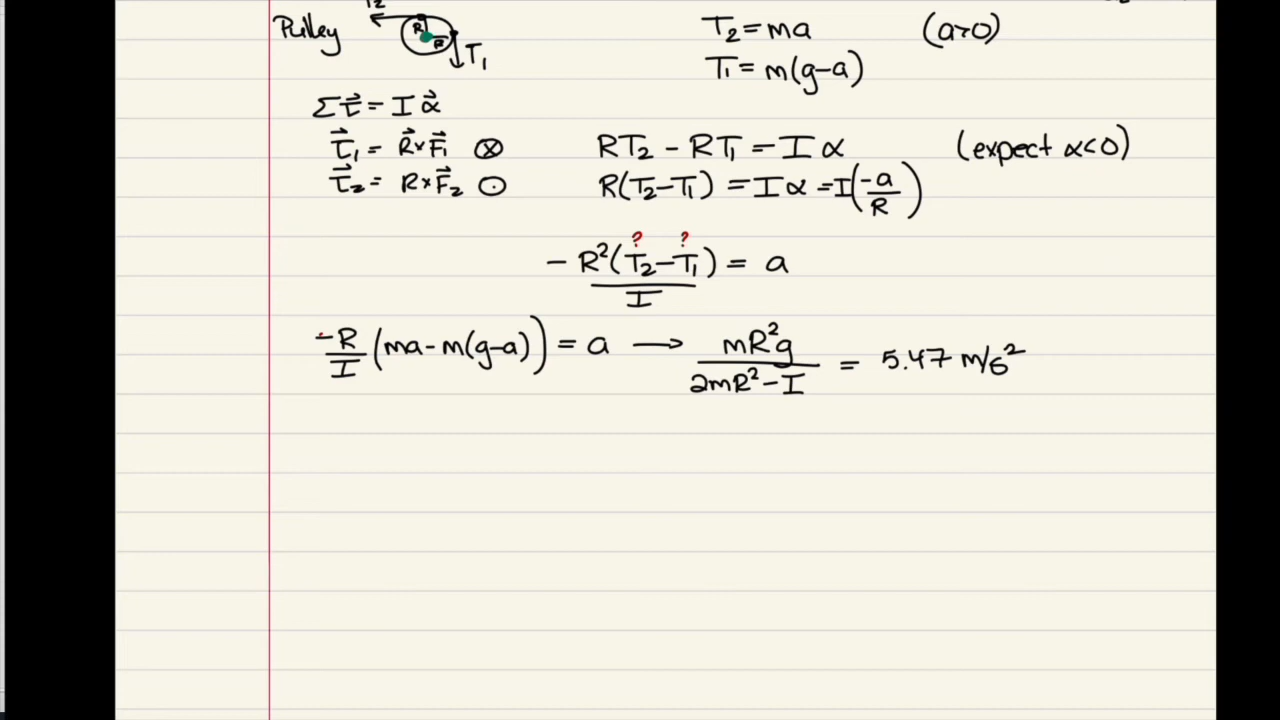 Pulley R R T₁
T₂ = ma (a>0)
T₁ = m(g-a)
Στ⃗ = I α⃗
τ⃗₁ = R⃗×F⃗₁ ⊗ RT₂ - RT₁ = Iα (expect α<0)
τ⃗₂ = R×F⃗₂ ⊙ R(T₂-T₁) = Iα = I(-a/R)
? ?
-R²(T₂-T₁)/I = a
-R/I (ma-m(g-a)) = a → mR²g/(2mR²-I) = 5.47 m/s²